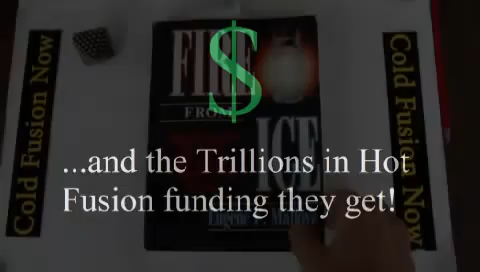 Cold Fusion Now
Cold Fusion Now
FIRE
FROM
ICE
$
...and the Trillions in Hot
Fusion funding they get!